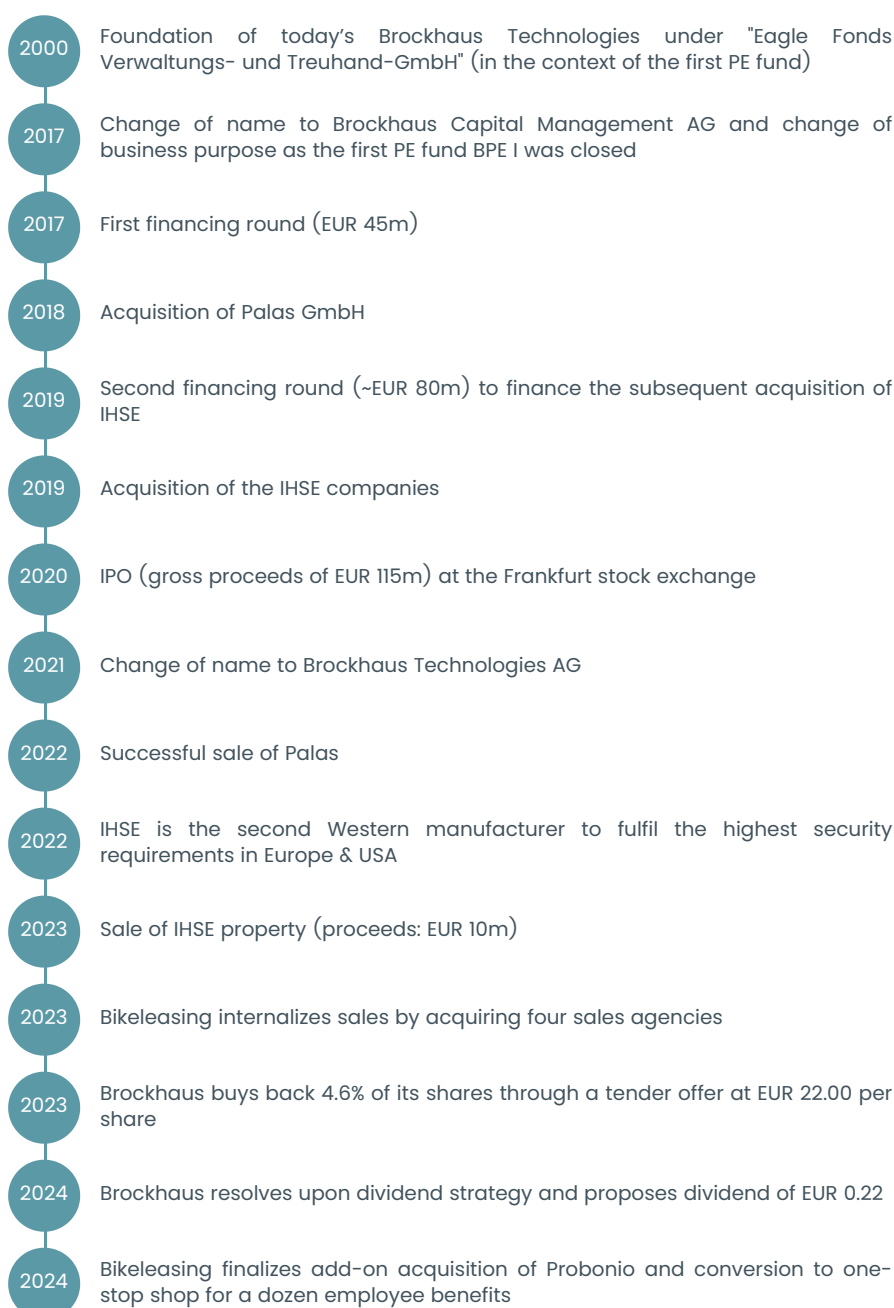 2000
Foundation of today’s Brockhaus Technologies under "Eagle Fonds
Verwaltungs- und Treuhand-GmbH" (in the context of the first PE fund)
2017
Change of name to Brockhaus Capital Management AG and change of
business purpose as the first PE fund BPE I was closed
2017
First financing round (EUR 45m)
2018
Acquisition of Palas GmbH
2019
Second financing round (~EUR 80m) to finance the subsequent acquisition of
IHSE
2019
Acquisition of the IHSE companies
2020
IPO (gross proceeds of EUR 115m) at the Frankfurt stock exchange
2021
Change of name to Brockhaus Technologies AG
2022
Successful sale of Palas
2022
IHSE is the second Western manufacturer to fulfil the highest security
requirements in Europe & USA
2023
Sale of IHSE property (proceeds: EUR 10m)
2023
Bikeleasing internalizes sales by acquiring four sales agencies
2023
Brockhaus buys back 4.6% of its shares through a tender offer at EUR 22.00 per
share
2024
Brockhaus resolves upon dividend strategy and proposes dividend of EUR 0.22
2024
Bikeleasing finalizes add-on acquisition of Probonio and conversion to one-
stop shop for a dozen employee benefits